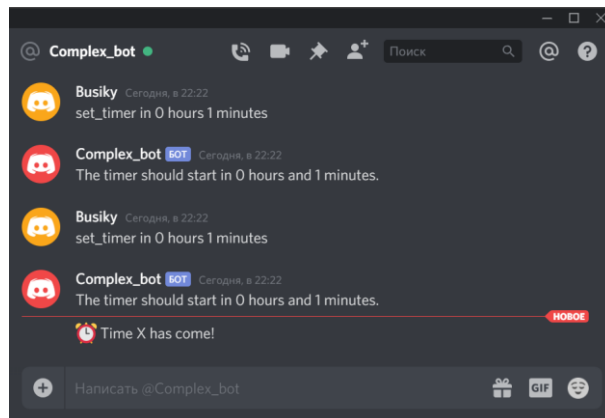 @ Complex_bot Поиск @ ?
Busiky Сегодня, в 22:22
set_timer in 0 hours 1 minutes
Complex_bot БОТ Сегодня, в 22:22
The timer should start in 0 hours and 1 minutes.
Busiky Сегодня, в 22:22
set_timer in 0 hours 1 minutes
Complex_bot БОТ Сегодня, в 22:22
The timer should start in 0 hours and 1 minutes.
НОВОЕ
⏰ Time X has come!
Написать @Complex_bot GIF